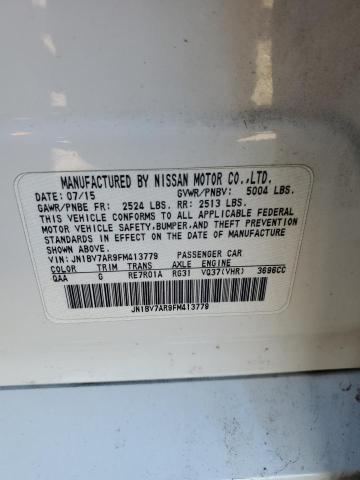 MANUFACTURED BY NISSAN MOTOR CO.,LTD.
DATE: 07/15 GVWR/PNBV: 5004 LBS.
GAWR/PNBE FR: 2524 LBS. RR: 2513 LBS.
THIS VEHICLE CONFORMS TO ALL APPLICABLE FEDERAL
MOTOR VEHICLE SAFETY,BUMPER,AND THEFT PREVENTION
STANDARDS IN EFFECT ON THE DATE OF MANUFACTURE
SHOWN ABOVE.
VIN: JN1BV7AR9FM413779 PASSENGER CAR
COLOR TRIM TRANS AXLE ENGINE
QAA G RE7R01A RG31 VQ37(VHR) 3696CC
JN1BV7AR9FM413779